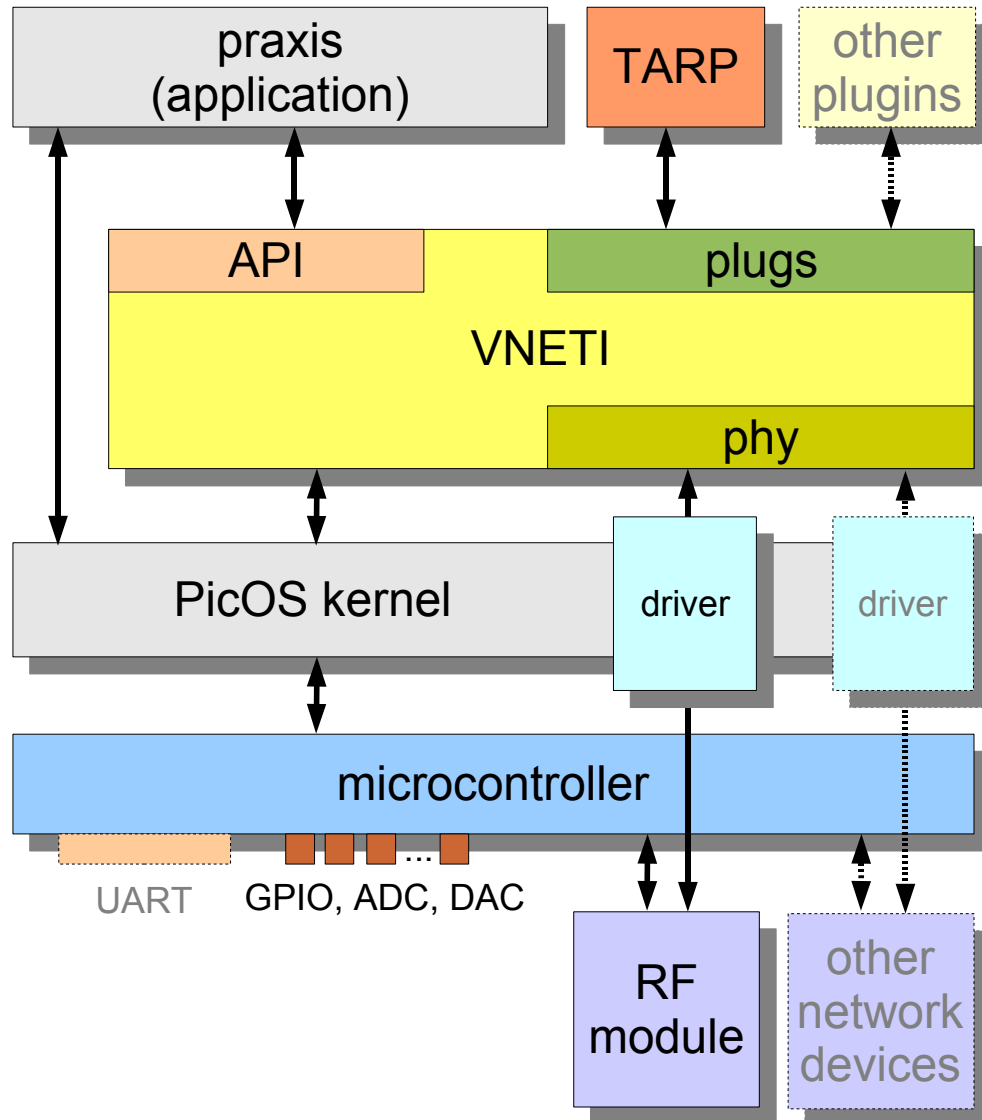 praxis
(application)
TARP
other
plugins
API
plugs
VNETI
phy
PicOS kernel
driver
driver
microcontroller
...
UART
GPIO, ADC, DAC
RF
module
other
network
devices